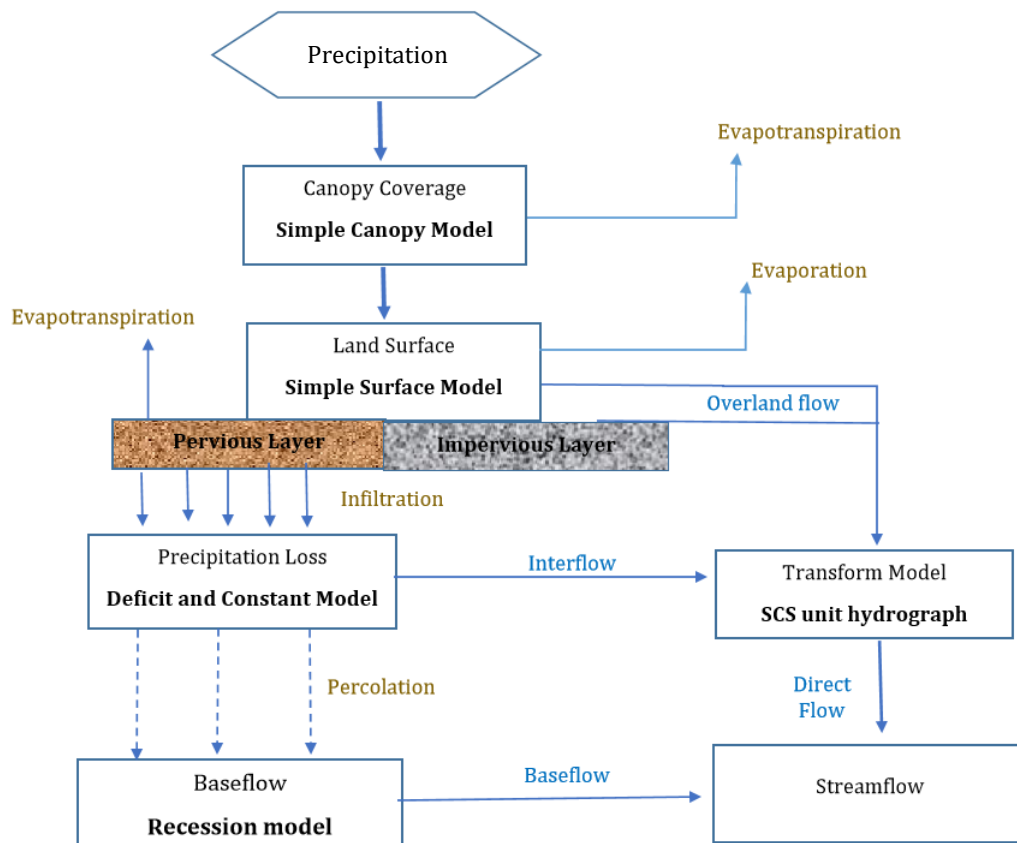 Precipitation
Evapotranspiration
Canopy Coverage
Simple Canopy Model
Evaporation
Evapotranspiration
Land Surface
Simple Surface Model
Overland flow
Pervious Layer
Impervious Layer
Infiltration
Precipitation Loss
Deficit and Constant Model
Interflow
Transform Model
SCS unit hydrograph
Percolation
Direct
Flow
Baseflow
Recession model
Baseflow
Streamflow